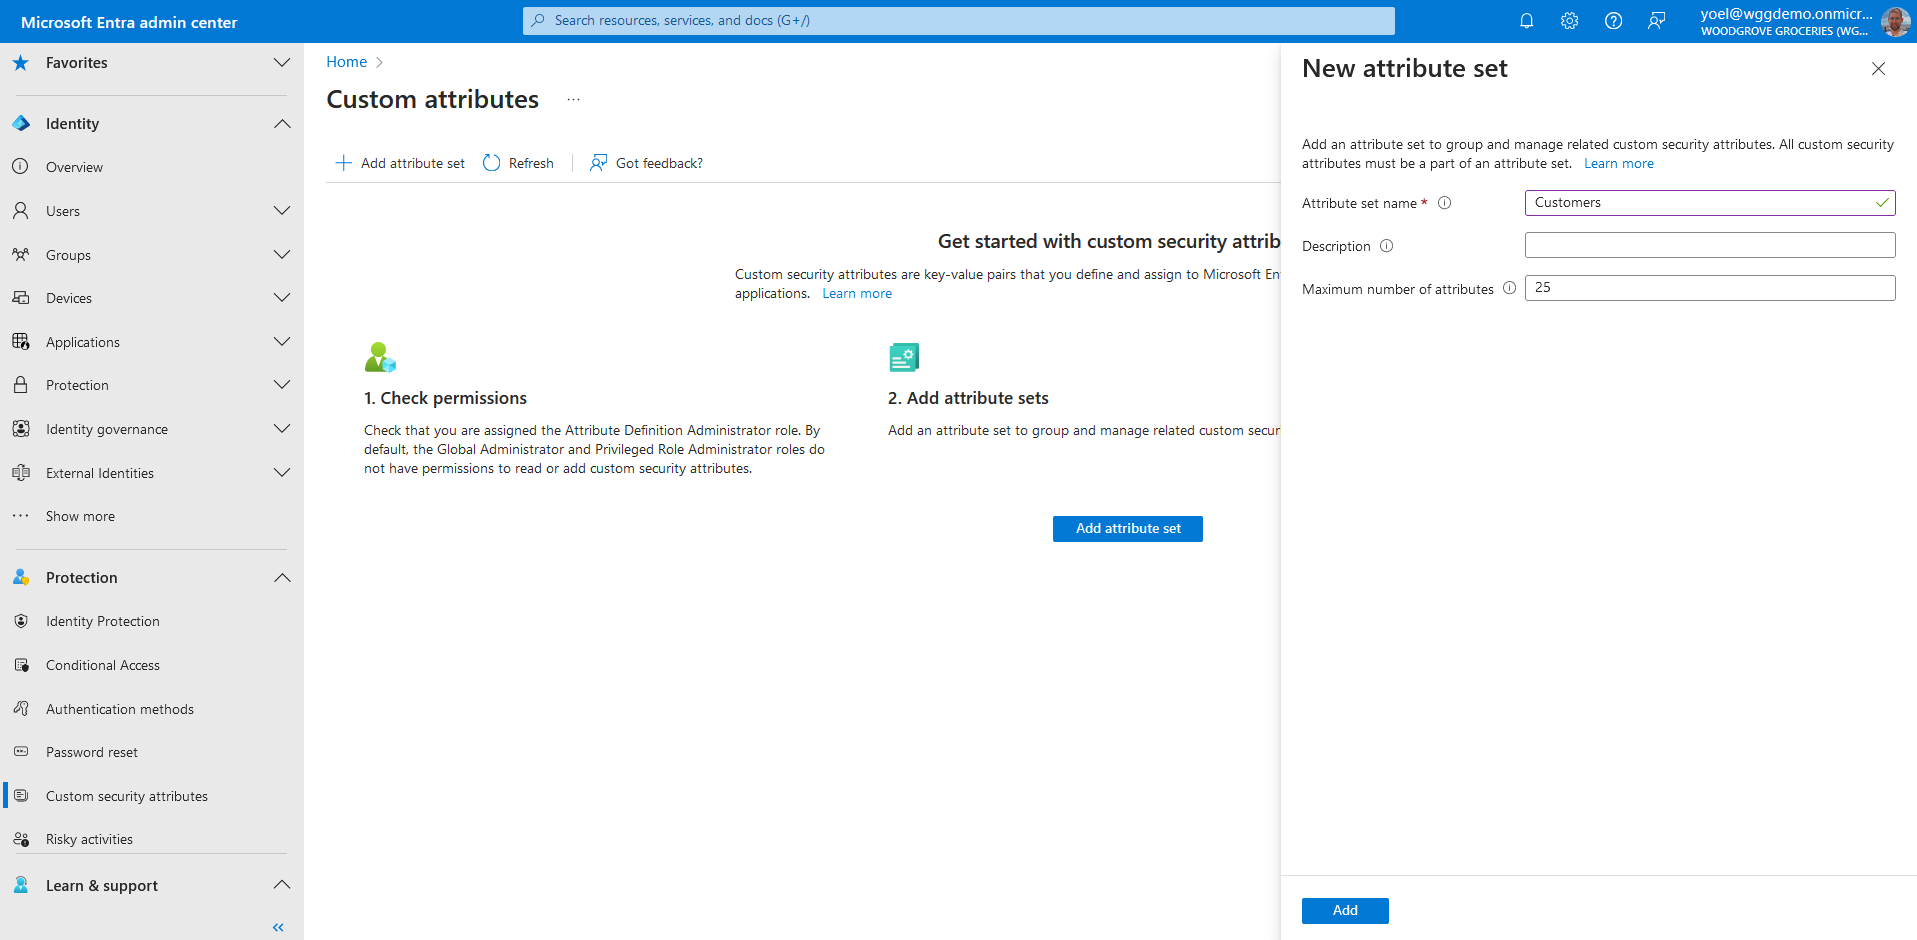 Microsoft Entra admin center
Search resources, services, and docs (G+/)
yoel@wggdemo.onmicr...
WOODGROVE GROCERIES (WG...
Favorites
Identity
Overview
Users
Groups
Devices
Applications
Protection
Identity governance
External Identities
Show more
Protection
Identity Protection
Conditional Access
Authentication methods
Password reset
Custom security attributes
Risky activities
Learn & support
Home
Custom attributes
Add attribute set
Refresh
Got feedback?
Get started with custom security attrib
Custom security attributes are key-value pairs that you define and assign to Microsoft En
applications. Learn more
1. Check permissions
Check that you are assigned the Attribute Definition Administrator role. By
default, the Global Administrator and Privileged Role Administrator roles do
not have permissions to read or add custom security attributes.
2. Add attribute sets
Add an attribute set to group and manage related custom secur
Add attribute set
New attribute set
Add an attribute set to group and manage related custom security attributes. All custom security
attributes must be a part of an attribute set. Learn more
Attribute set name *
Customers
Description
Maximum number of attributes
25
Add